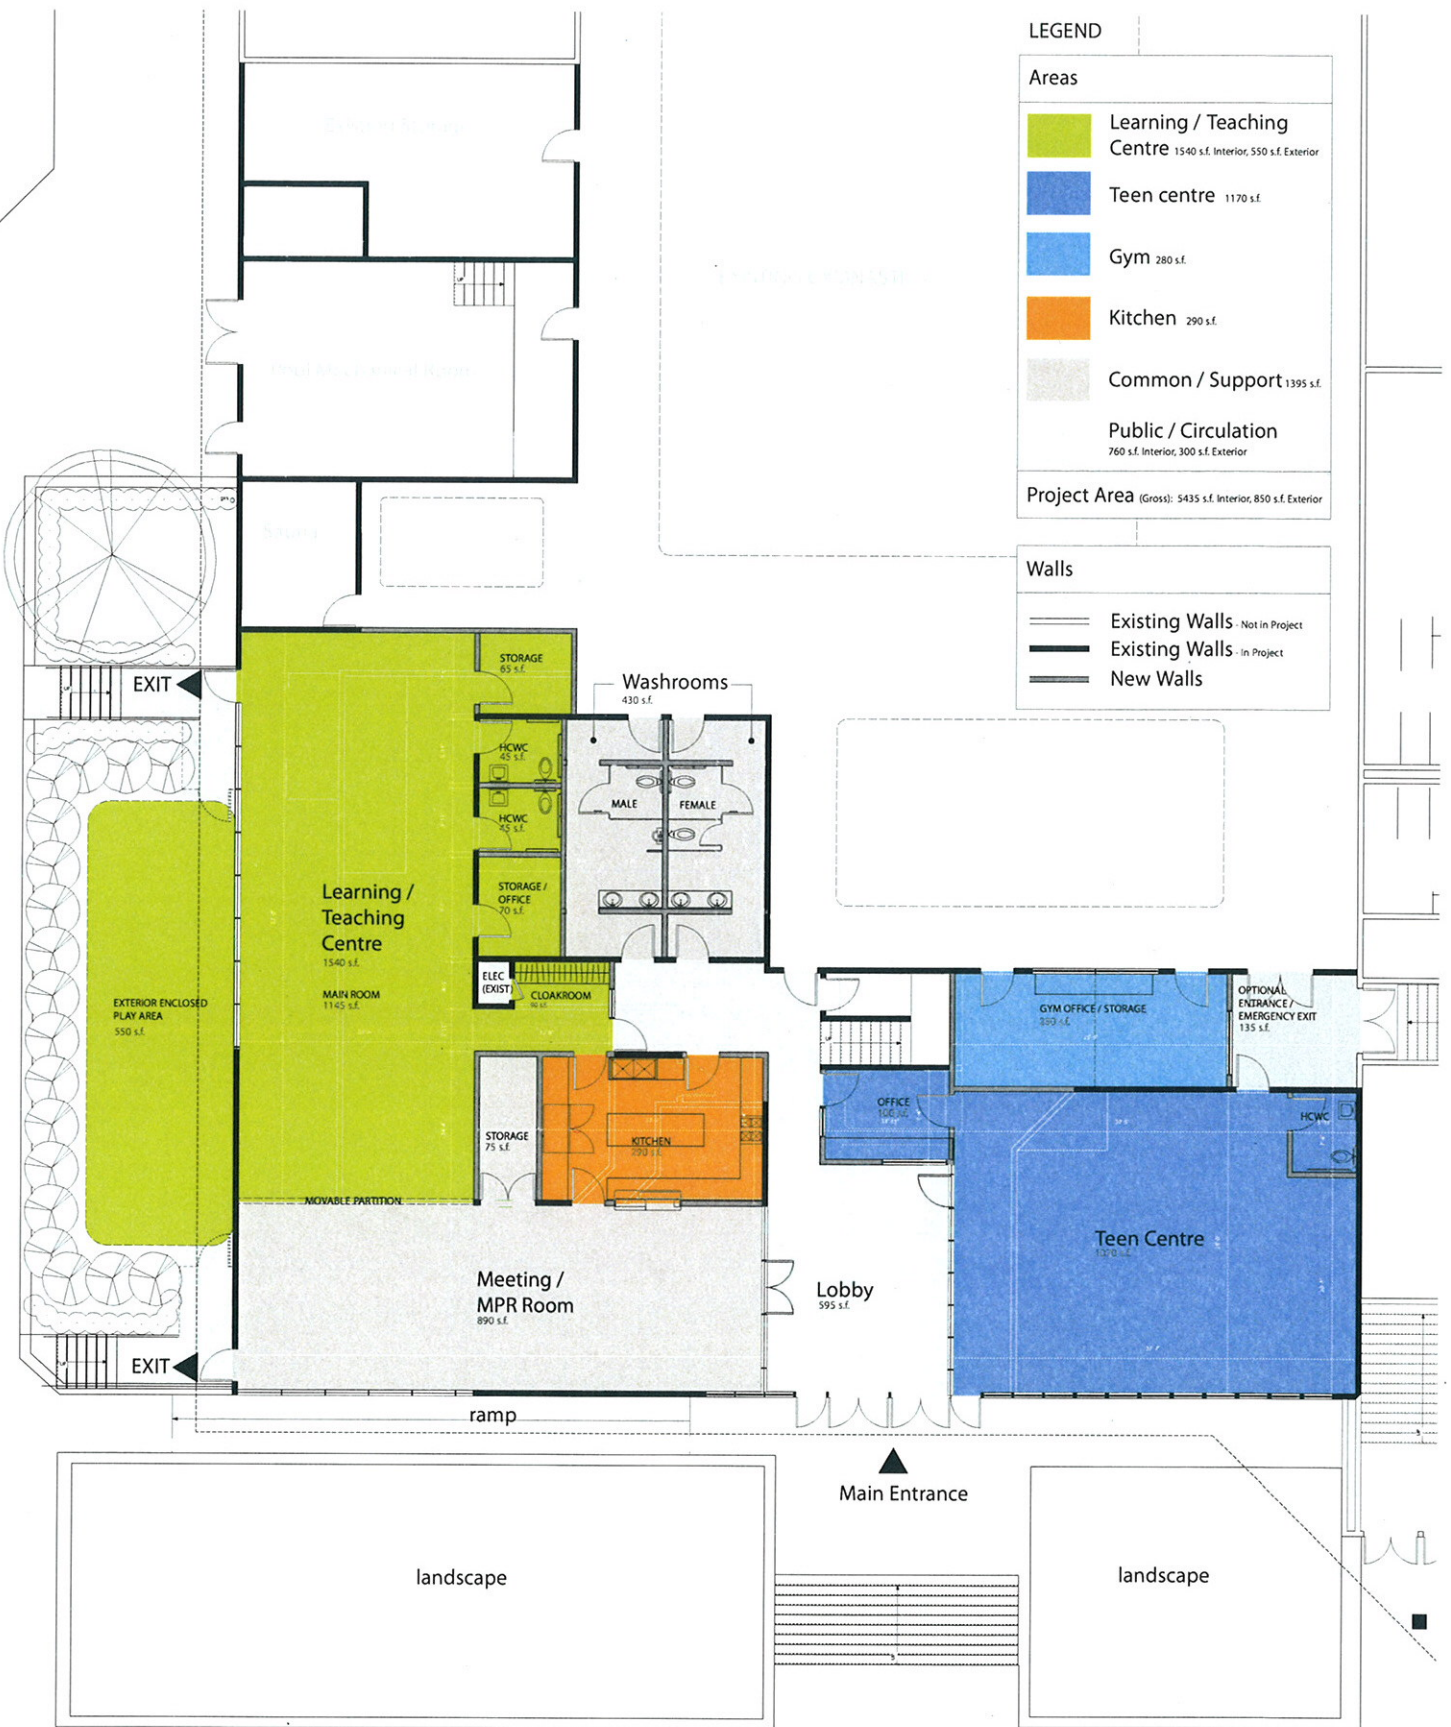 LEGEND
Areas
Learning / Teaching
Centre 1540 s.f. Interior, 550 s.f. Exterior
Teen centre 1170 s.f.
Gym 280 s.f.
Kitchen 290 s.f.
Common / Support 1395 s.f.
Public / Circulation
760 s.f. Interior, 300 s.f. Exterior
Project Area (Gross): 5435 s.f. Interior, 850 s.f. Exterior
Walls
Existing Walls - Not in Project
Existing Walls - In Project
New Walls
EXIT
STORAGE
65 s.f.
Washrooms
430 s.f.
HCWC
45 s.f.
HCWC
45 s.f.
MALE
FEMALE
STORAGE /
OFFICE
70 s.f.
Learning /
Teaching
Centre
1540 s.f.
MAIN ROOM
1145 s.f.
EXTERIOR ENCLOSED
PLAY AREA
550 s.f.
ELEC
(EXIST)
CLOAKROOM
GYM OFFICE / STORAGE
OPTIONAL
ENTRANCE /
EMERGENCY EXIT
135 s.f.
OFFICE
HCWC
STORAGE
75 s.f.
KITCHEN
290 s.f.
MOVABLE PARTITION
Meeting /
MPR Room
890 s.f.
Lobby
595 s.f.
Teen Centre
EXIT
ramp
Main Entrance
landscape
landscape